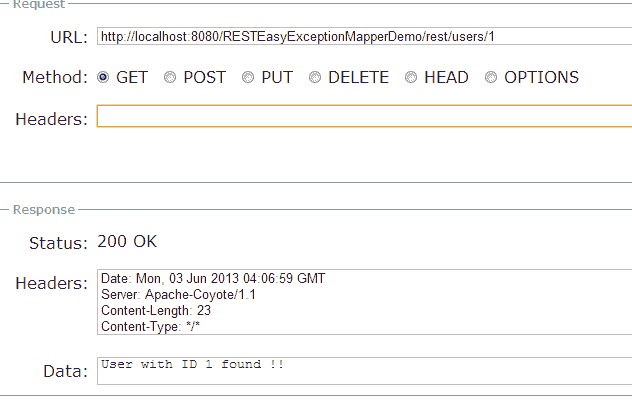 Request
URL: http://localhost:8080/RESTEasyExceptionMapperDemo/rest/users/1
Method: GET POST PUT DELETE HEAD OPTIONS
Headers:
Response
Status: 200 OK
Headers: Date: Mon, 03 Jun 2013 04:06:59 GMT
Server: Apache-Coyote/1.1
Content-Length: 23
Content-Type: */*
Data: User with ID 1 found !!